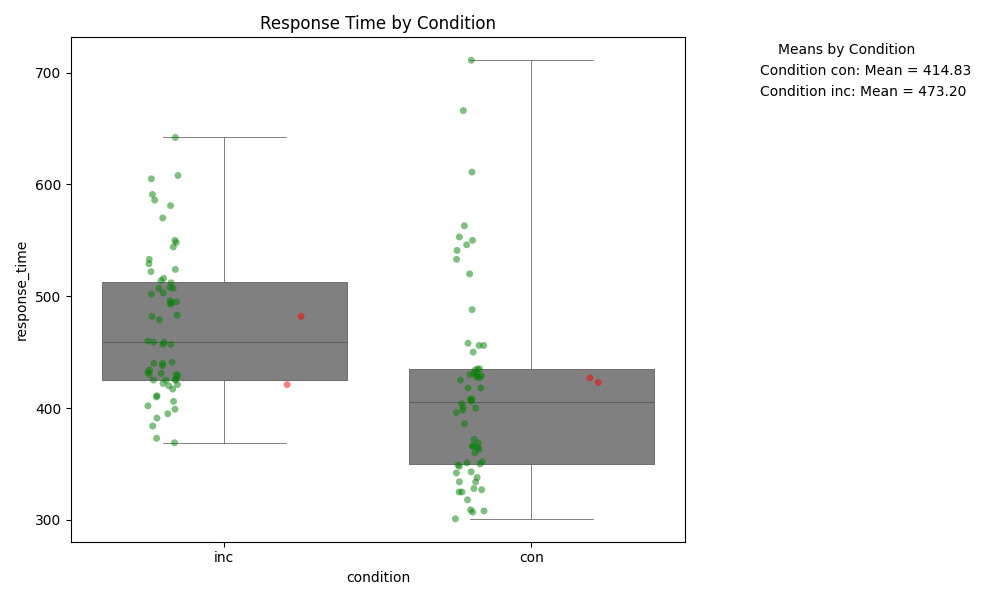 Response Time by Condition
Means by Condition
Condition con: Mean = 414.83
Condition inc: Mean = 473.20
700
600
500
400
300
response_time
inc con
condition